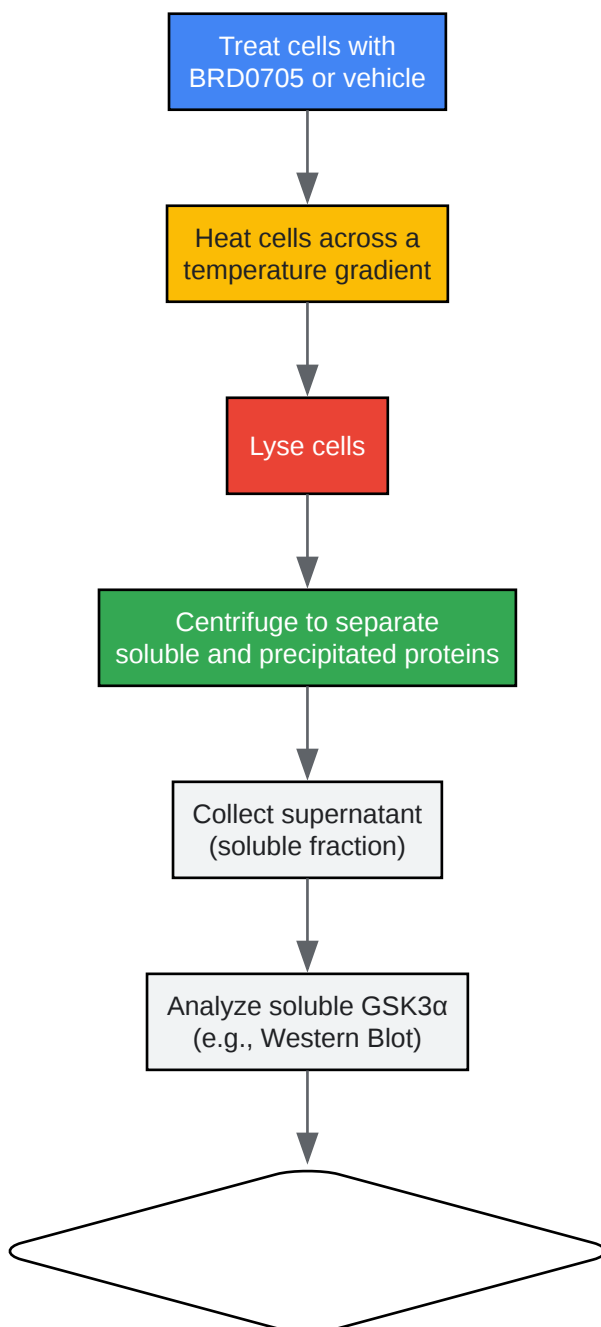 Treat cells with
BRD0705 or vehicle
Heat cells across a
temperature gradient
Lyse cells
Centrifuge to separate
soluble and precipitated proteins
Collect supernatant
(soluble fraction)
Analyze soluble GSK3α
(e.g., Western Blot)